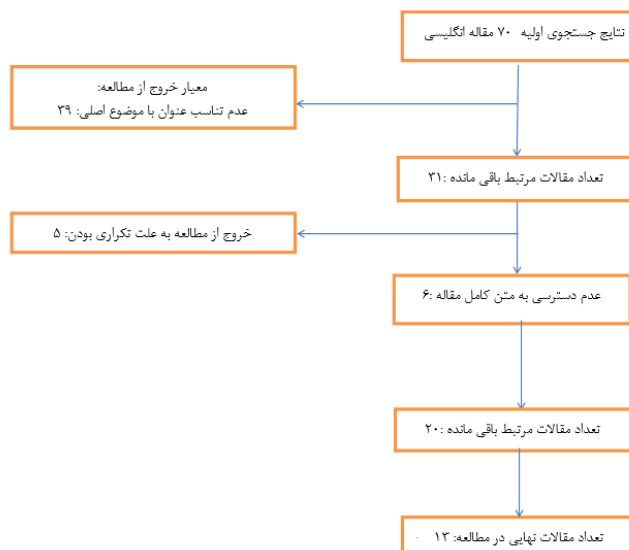 نتایج جستجوی اولیه ۷۰ مقاله انگلیسی
معیار خروج از مطالعه:
عدم تناسب عنوان با موضوع اصلی: ۳۹
تعداد مقالات مرتبط باقی مانده :۳۱
خروج از مطالعه به علت تکراری بودن: ۵
عدم دسترسی به متن کامل مقاله :۶
تعداد مقالات مرتبط باقی مانده :۲۰
تعداد مقالات نهایی در مطالعه: ۱۳